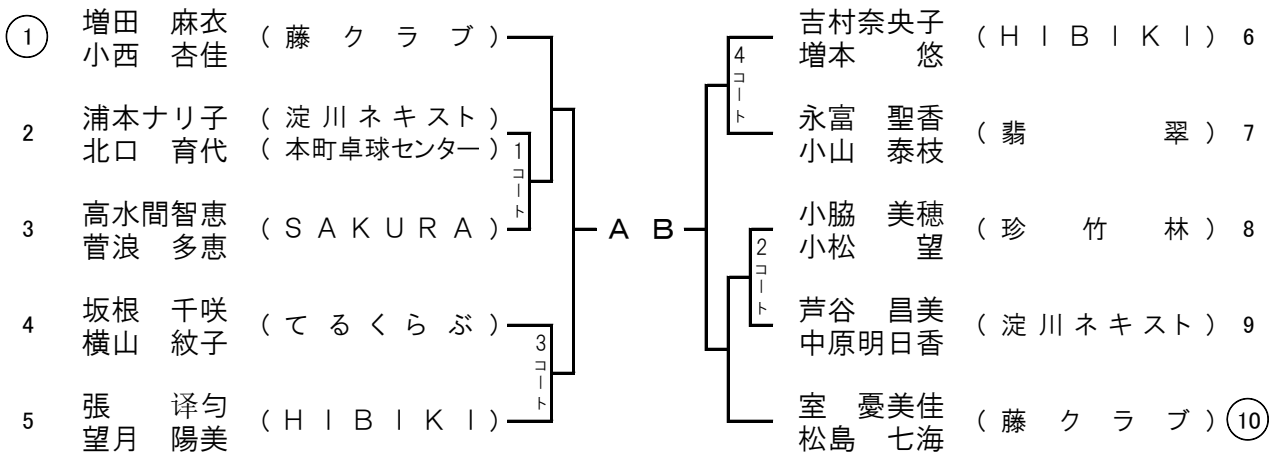 ① 増田　麻衣 (藤クラブ)
小西　杏佳
2 浦本ナリ子 (淀川ネキスト)
北口　育代 (本町卓球センター)
1コート
3 高水間智恵 (SAKURA)
菅浪　多恵
4 坂根　千咲 (てるくらぶ)
横山　紋子
3コート
5 張　译匀 (HIBIKI)
望月　陽美
A B
吉村奈央子 (HIBIKI) 6
増本　悠
4コート
永富　聖香 (翡翠) 7
小山　泰枝
小脇　美穂 (珍竹林) 8
小松　望
2コート
芦谷　昌美 (淀川ネキスト) 9
中原明日香
室　憂美佳 (藤クラブ) ⑩
松島　七海